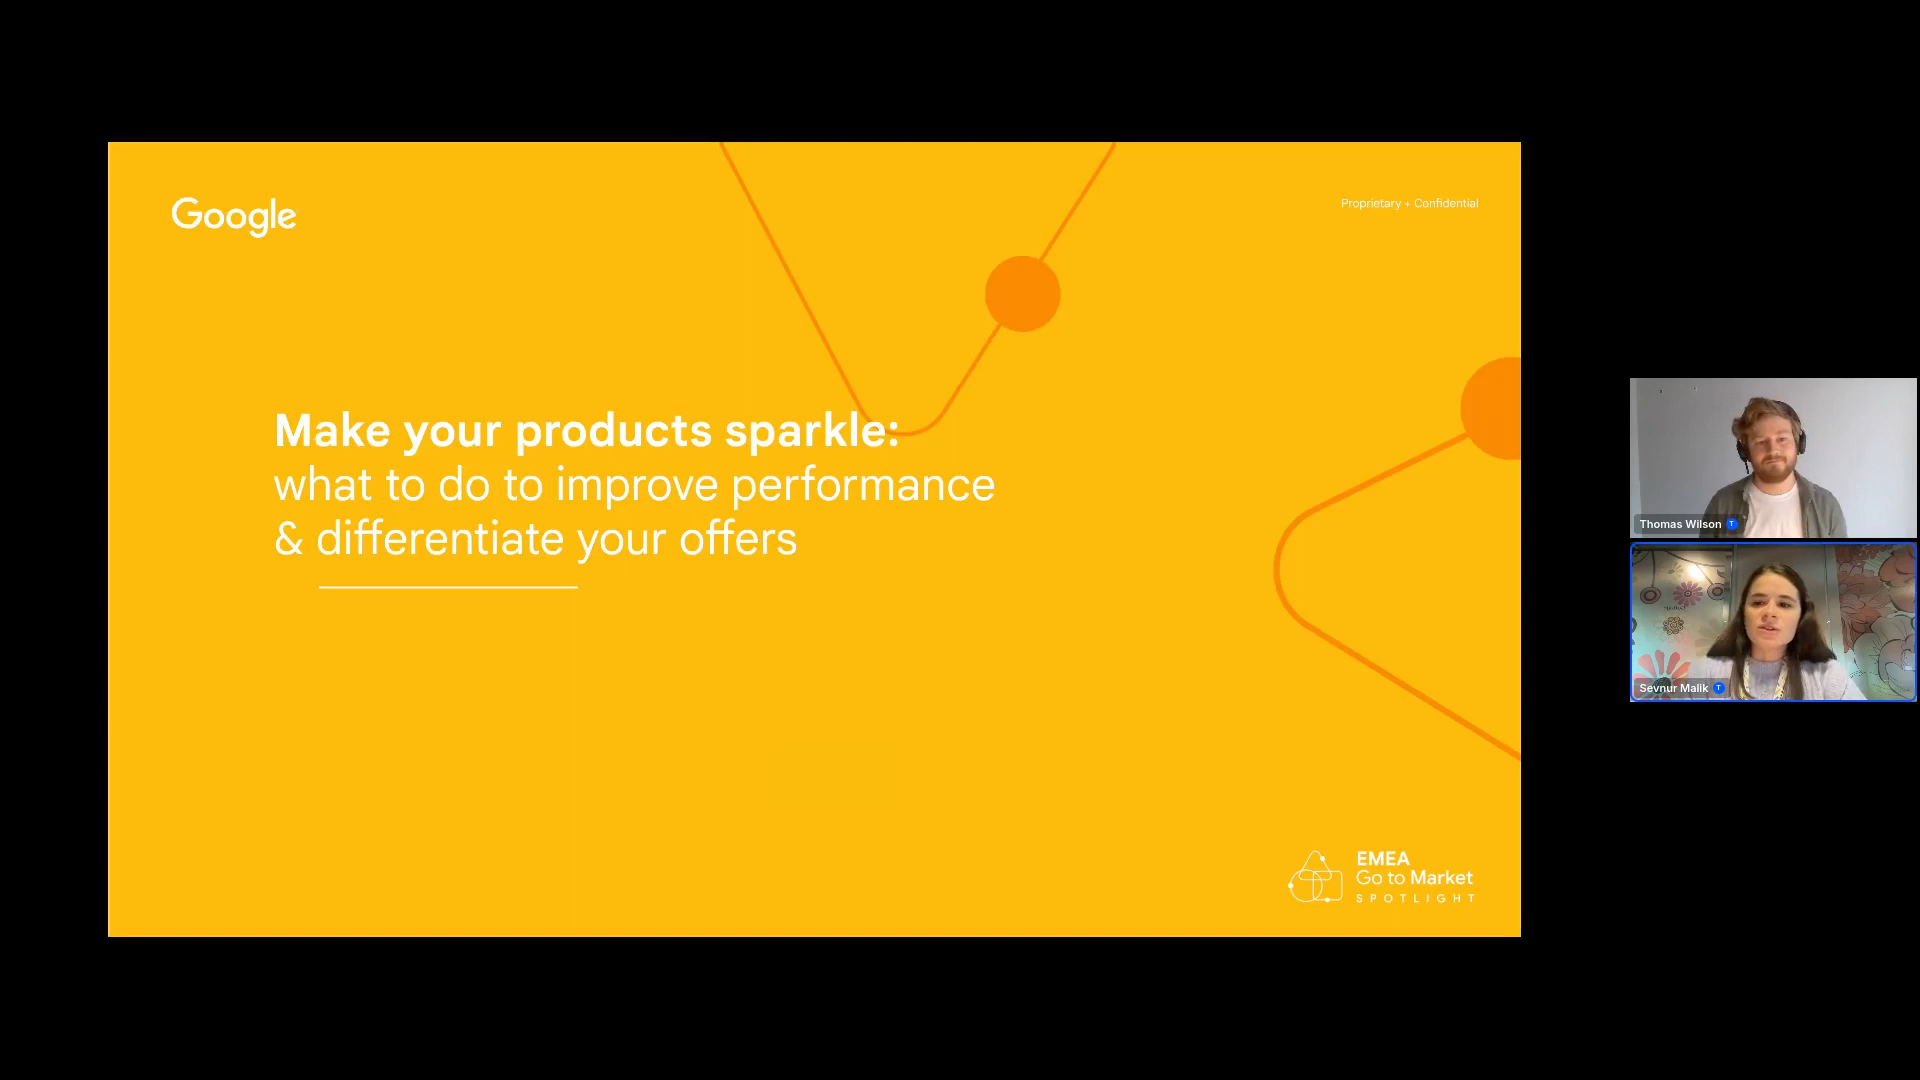 Google
Proprietary + Confidential
Make your products sparkle:
what to do to improve performance
& differentiate your offers
EMEA
Go to Market
SPOTLIGHT
Thomas Wilson T
Sevnur Malik T